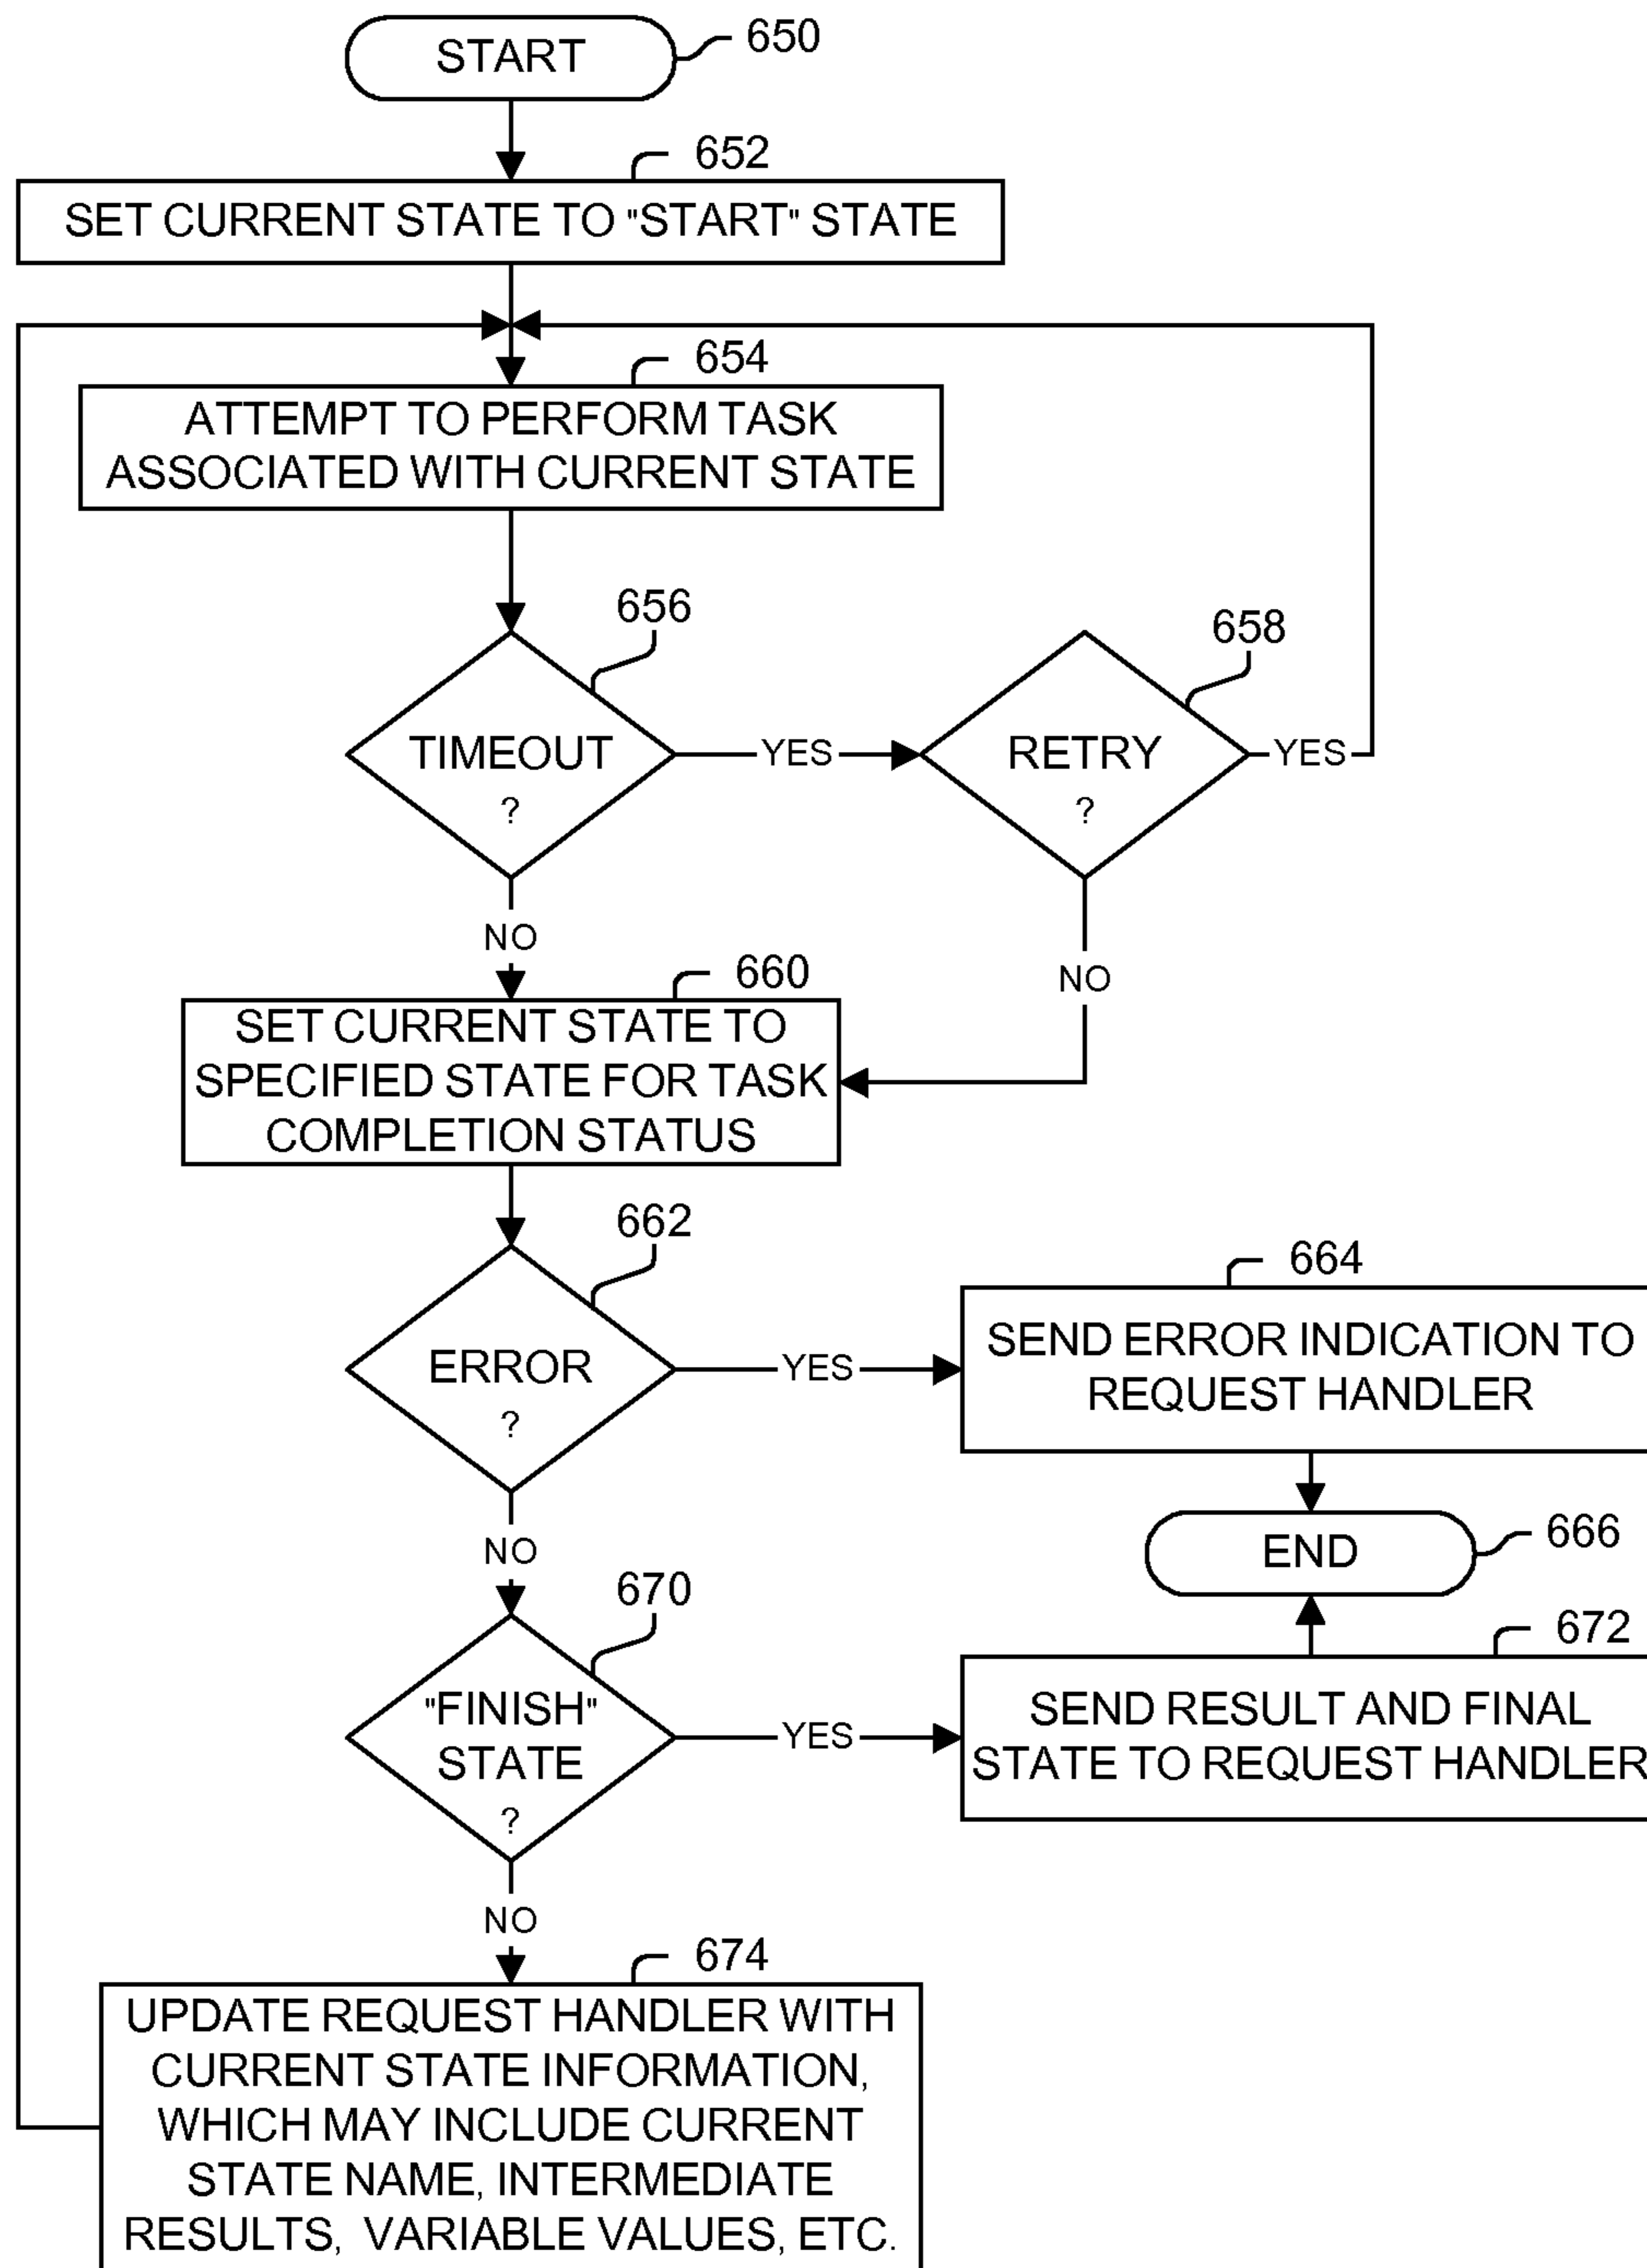 START
650
652
SET CURRENT STATE TO "START" STATE
654
ATTEMPT TO PERFORM TASK
ASSOCIATED WITH CURRENT STATE
656
658
TIMEOUT
?
YES
RETRY
?
YES
NO
NO
660
SET CURRENT STATE TO
SPECIFIED STATE FOR TASK
COMPLETION STATUS
662
664
ERROR
?
YES
SEND ERROR INDICATION TO
REQUEST HANDLER
NO
END
666
670
672
"FINISH"
STATE
?
YES
SEND RESULT AND FINAL
STATE TO REQUEST HANDLER
NO
674
UPDATE REQUEST HANDLER WITH
CURRENT STATE INFORMATION,
WHICH MAY INCLUDE CURRENT
STATE NAME, INTERMEDIATE
RESULTS, VARIABLE VALUES, ETC.